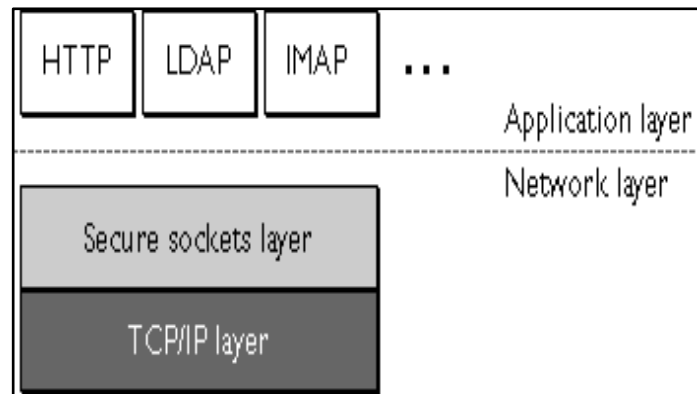 HTTP LDAP IMAP ...
Application layer
Network layer
Secure sockets layer
TCP/IP layer